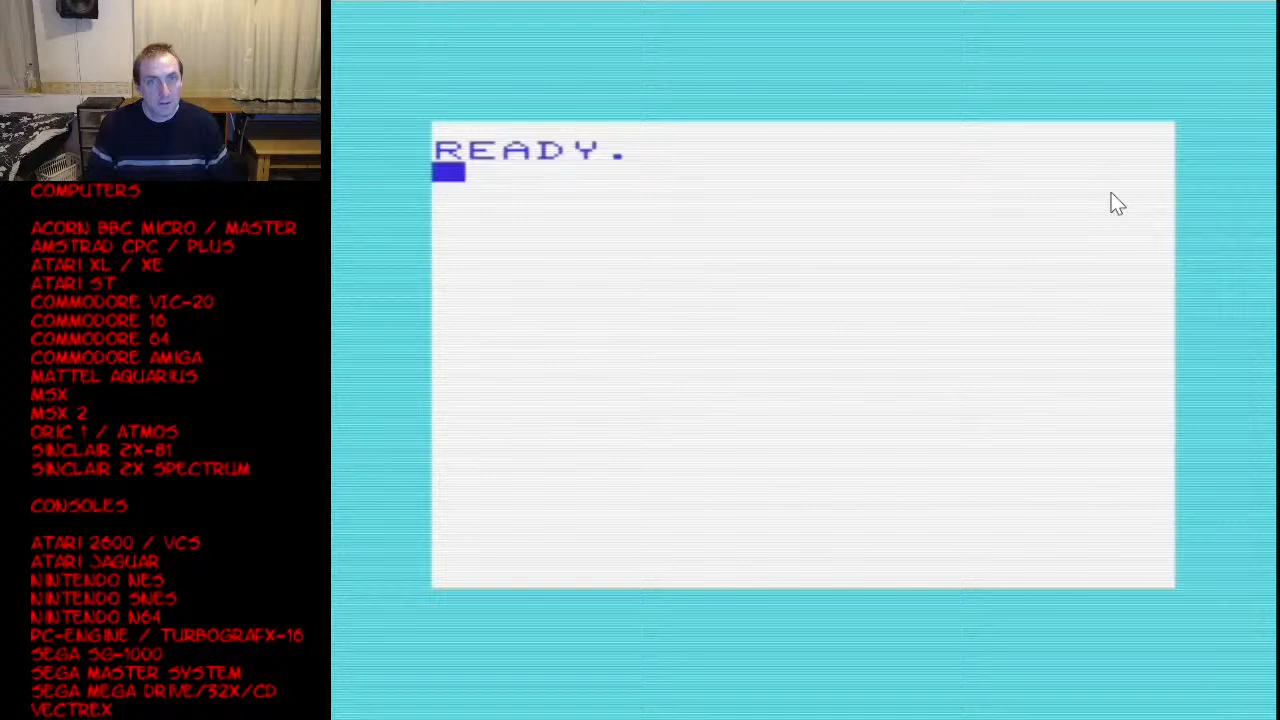 COMPUTERS
ACORN BBC MICRO / MASTER
AMSTRAD CPC / PLUS
ATARI XL / XE
ATARI ST
COMMODORE VIC-20
COMMODORE 16
COMMODORE 64
COMMODORE AMIGA
MATTEL AQUARIUS
MSX
MSX 2
ORIC 1 / ATMOS
SINCLAIR ZX-81
SINCLAIR ZX SPECTRUM
CONSOLES
ATARI 2600 / VCS
ATARI JAGUAR
NINTENDO NES
NINTENDO SNES
NINTENDO N64
PC-ENGINE / TURBOGRAFX-16
SEGA SG-1000
SEGA MASTER SYSTEM
SEGA MEGA DRIVE/32X/CD
VECTREX
READY.